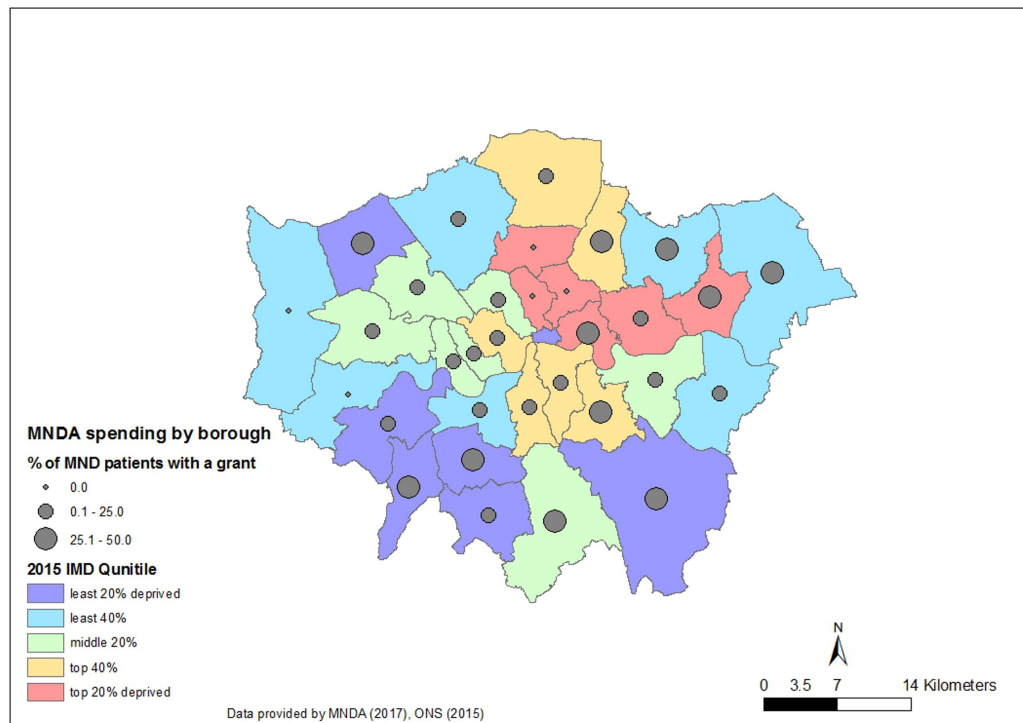 MNDA spending by borough
% of MND patients with a grant
0.0
0.1 - 25.0
25.1 - 50.0
2015 IMD Qunitile
least 20% deprived
least 40%
middle 20%
top 40%
top 20% deprived
Data provided by MNDA (2017), ONS (2015)
N
0 3.5 7 14 Kilometers